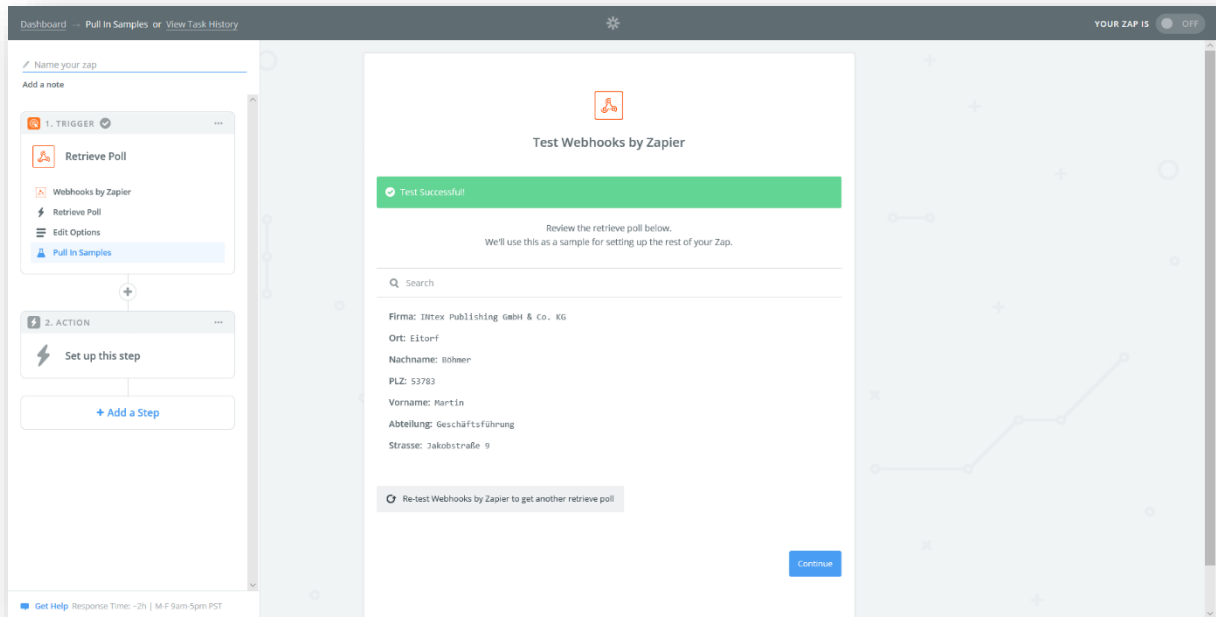 Dashboard → Pull In Samples or View Task History
YOUR ZAP IS OFF
Name your zap
Add a note
1. TRIGGER
Retrieve Poll
Webhooks by Zapier
Retrieve Poll
Edit Options
Pull In Samples
2. ACTION
Set up this step
+ Add a Step
Get Help Response Time: ~2h | M-F 9am-5pm PST
Test Webhooks by Zapier
Test Successful!
Review the retrieve poll below.
We'll use this as a sample for setting up the rest of your Zap.
Search
Firma: INtex Publishing GmbH & Co. KG
Ort: Eitorf
Nachname: Böhmer
PLZ: 53783
Vorname: Martin
Abteilung: Geschäftsführung
Strasse: Jakobstraße 9
Re-test Webhooks by Zapier to get another retrieve poll
Continue